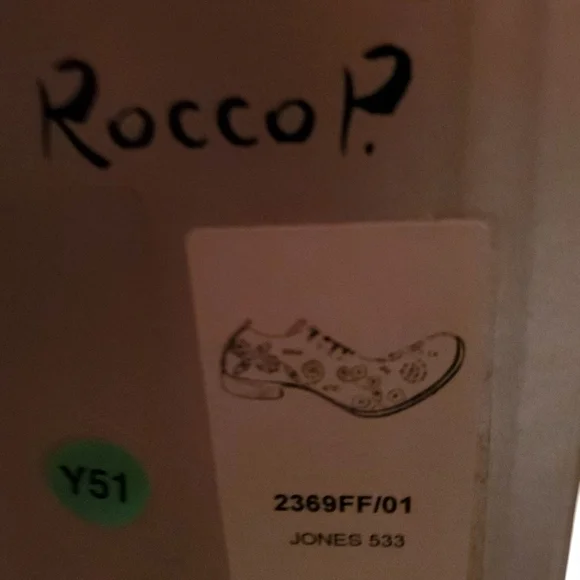 Rocco P.
Y51
2369FF/01
JONES 533